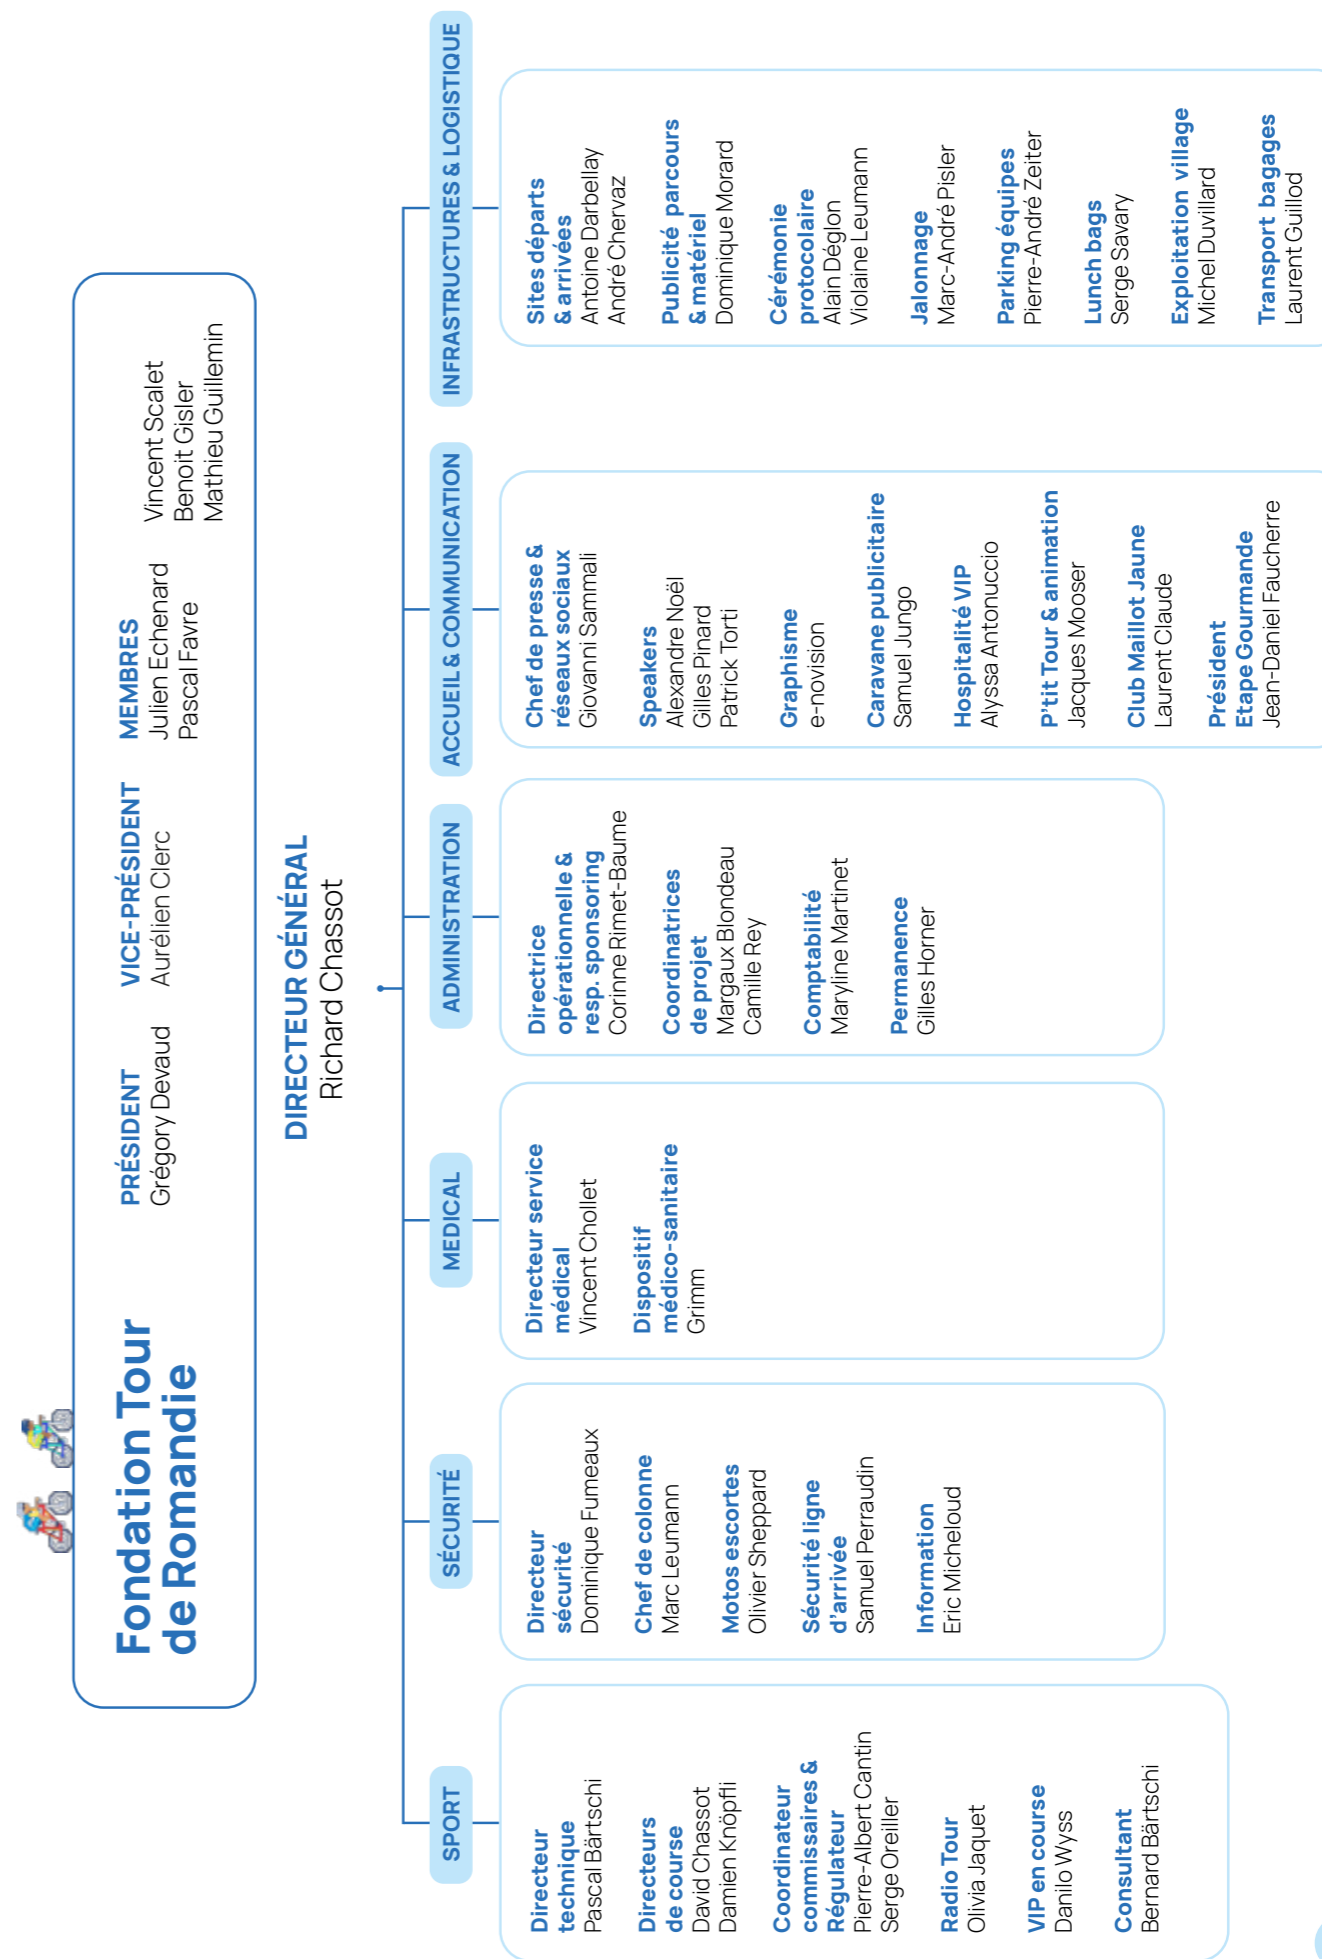 Fondation Tour
de Romandie
PRÉSIDENT
Grégory Devaud
VICE-PRÉSIDENT
Aurélien Clerc
MEMBRES
Julien Echenard
Pascal Favre
Vincent Scalet
Benoit Gisler
Mathieu Guillemin
DIRECTEUR GÉNÉRAL
Richard Chassot
SPORT
Directeur
technique
Pascal Bärtschi
Directeurs
de course
David Chassot
Damien Knöpfli
Coordinateur
commissaires &
Régulateur
Pierre-Albert Cantin
Serge Oreiller
Radio Tour
Olivia Jaquet
VIP en course
Danilo Wyss
Consultant
Bernard Bärtschi
SÉCURITÉ
Directeur
sécurité
Dominique Fumeaux
Chef de colonne
Marc Leumann
Motos escortes
Olivier Sheppard
Sécurité ligne
d'arrivée
Samuel Perraudin
Information
Eric Micheloud
MEDICAL
Directeur service
médical
Vincent Chollet
Dispositif
médico-sanitaire
Grimm
ADMINISTRATION
Directrice
opérationnelle &
resp. sponsoring
Corinne Rimet-Baume
Coordinatrices
de projet
Margaux Blondeau
Camille Rey
Comptabilité
Maryline Martinet
Permanence
Gilles Horner
ACCUEIL & COMMUNICATION
Chef de presse &
réseaux sociaux
Giovanni Sammali
Speakers
Alexandre Noël
Gilles Pinard
Patrick Torti
Graphisme
e-novision
Caravane publicitaire
Samuel Jungo
Hospitalité VIP
Alyssa Antonuccio
P'tit Tour & animation
Jacques Mooser
Club Maillot Jaune
Laurent Claude
Président
Etape Gourmande
Jean-Daniel Faucherre
INFRASTRUCTURES & LOGISTIQUE
Sites départs
& arrivées
Antoine Darbellay
André Chervaz
Publicité parcours
& matériel
Dominique Morard
Cérémonie
protocolaire
Alain Déglon
Violaine Leumann
Jalonnage
Marc-André Pisler
Parking équipes
Pierre-André Zeiter
Lunch bags
Serge Savary
Exploitation village
Michel Duvillard
Transport bagages
Laurent Guillod